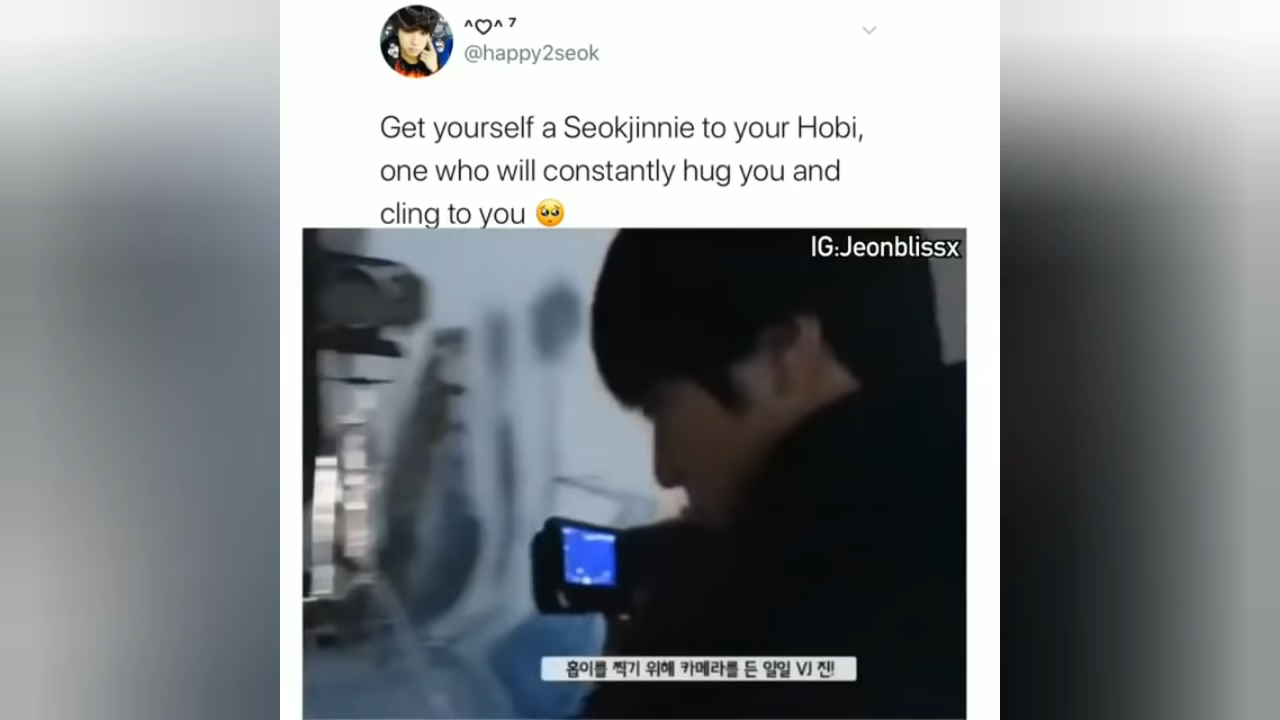 ^♡^ ⁷
@happy2seok
Get yourself a Seokjinnie to your Hobi,
one who will constantly hug you and
cling to you 🥺
IG:Jeonblissx
홉이를 찍기 위해 카메라를 든 일일 VJ 진!